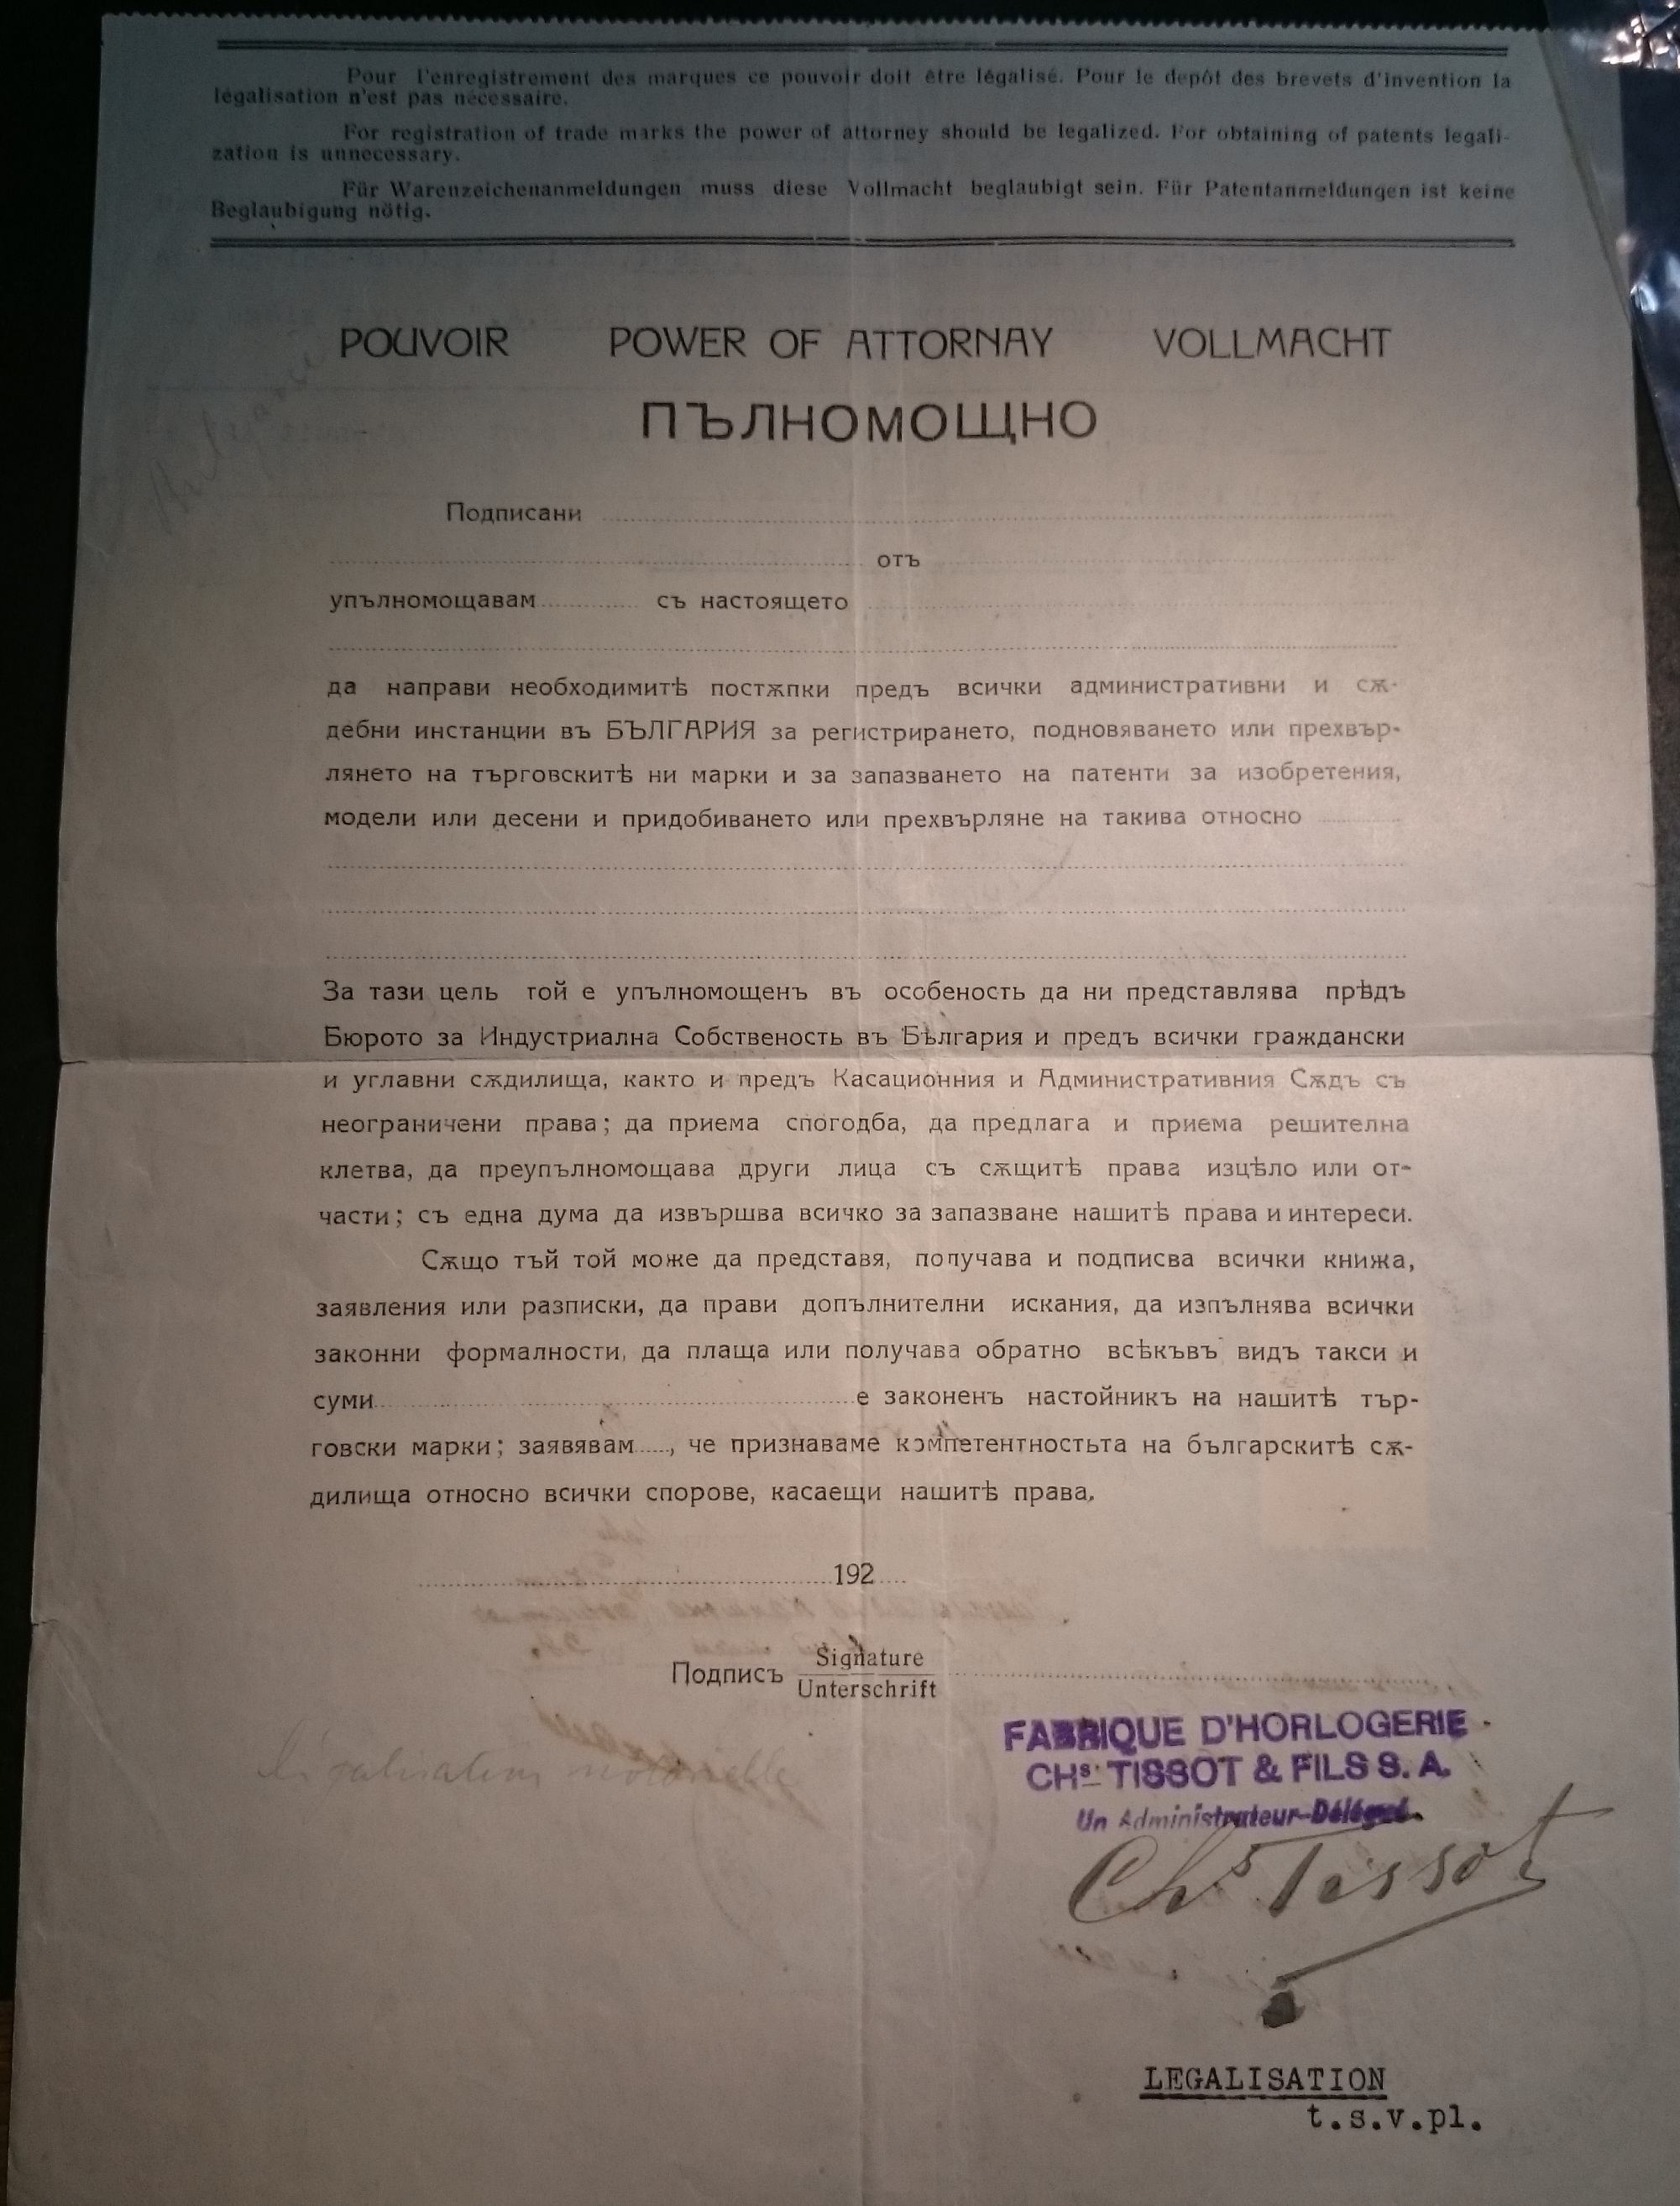 Pour l'enregistrement des marques ce pouvoir doit être légalisé. Pour le depôt des brevets d'invention la
légalisation n'est pas nécessaire.
For registration of trade marks the power of attorney should be legalized. For obtaining of patents legali-
zation is unnecessary.
Für Warenzeichenanmeldungen muss diese Vollmacht beglaubigt sein. Für Patentanmeldungen ist keine
Beglaubigung nötig.
POUVOIR POWER OF ATTORNAY VOLLMACHT
ПЪЛНОМОЩНО
Подписани
отъ
упълномощавам съ настоящето
да направи необходимитѣ постѫпки предъ всички административни и сѫ-
дебни инстанции въ БЪЛГАРИЯ за регистрирането, подновяването или прехвър-
лянето на търговскитѣ ни марки и за запазването на патенти за изобретения,
модели или десени и придобиването или прехвърляне на такива относно
За тази цель той е упълномощенъ въ особеность да ни представлява прѣдъ
Бюрото за Индустриална Собственость въ България и предъ всички граждански
и углавни сѫдилища, както и предъ Касационния и Административния Сѫдъ съ
неограничени права; да приема спогодба, да предлага и приема решителна
клетва, да преупълномощава други лица съ сѫщитѣ права изцѣло или от-
части; съ една дума да извършва всичко за запазване нашитѣ права и интереси.
Сѫщо тъй той може да представя, получава и подписва всички книжа,
заявления или разписки, да прави допълнителни искания, да изпълнява всички
законни формалности, да плаща или получава обратно всѣкъвъ видъ такси и
суми е законенъ настойникъ на нашитѣ тър-
говски марки; заявявам....., че признаваме компетентностьта на българскитѣ сѫ-
дилища относно всички спорове, касаещи нашитѣ права.
192
Подписъ Signature
Unterschrift
FABRIQUE D'HORLOGERIE
CHs TISSOT & FILS S. A.
Un Administrateur-Délégué.
Chs Tissot
legalisation notarielle
LEGALISATION
t.s.v.pl.